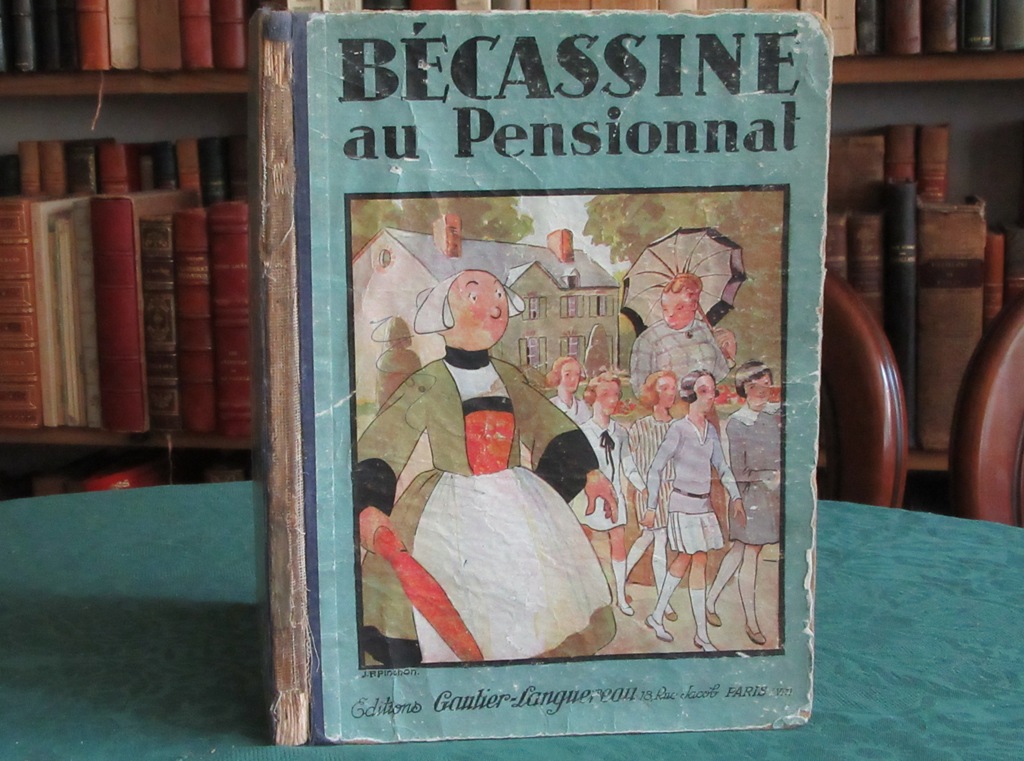 BÉCASSINE
au Pensionnat
J.P. Pinchon.
Editions Gautier-Languereau 18, Rue Jacob PARIS